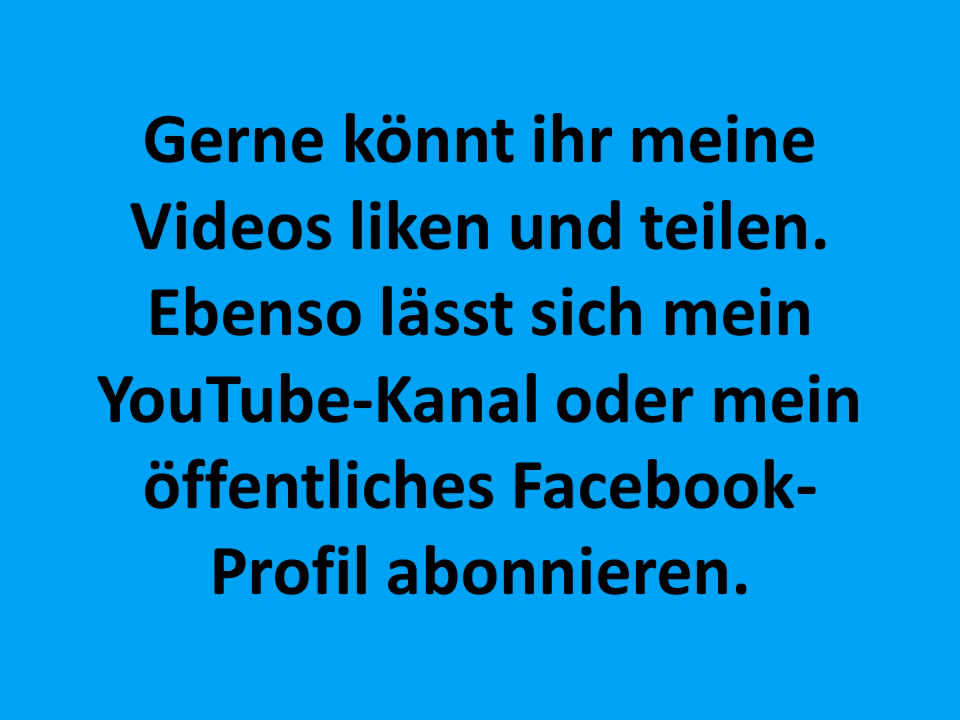 Gerne könnt ihr meine
Videos liken und teilen.
Ebenso lässt sich mein
YouTube-Kanal oder mein
öffentliches Facebook-
Profil abonnieren.